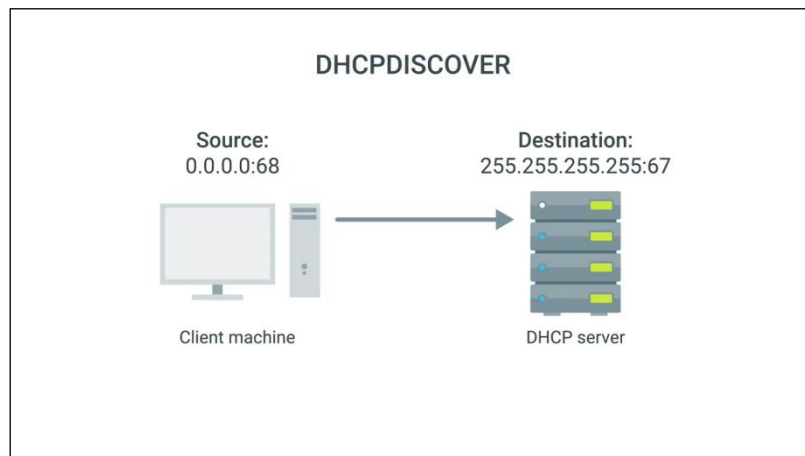 DHCPDISCOVER
Source:
0.0.0.0:68
Destination:
255.255.255.255:67
Client machine
DHCP server